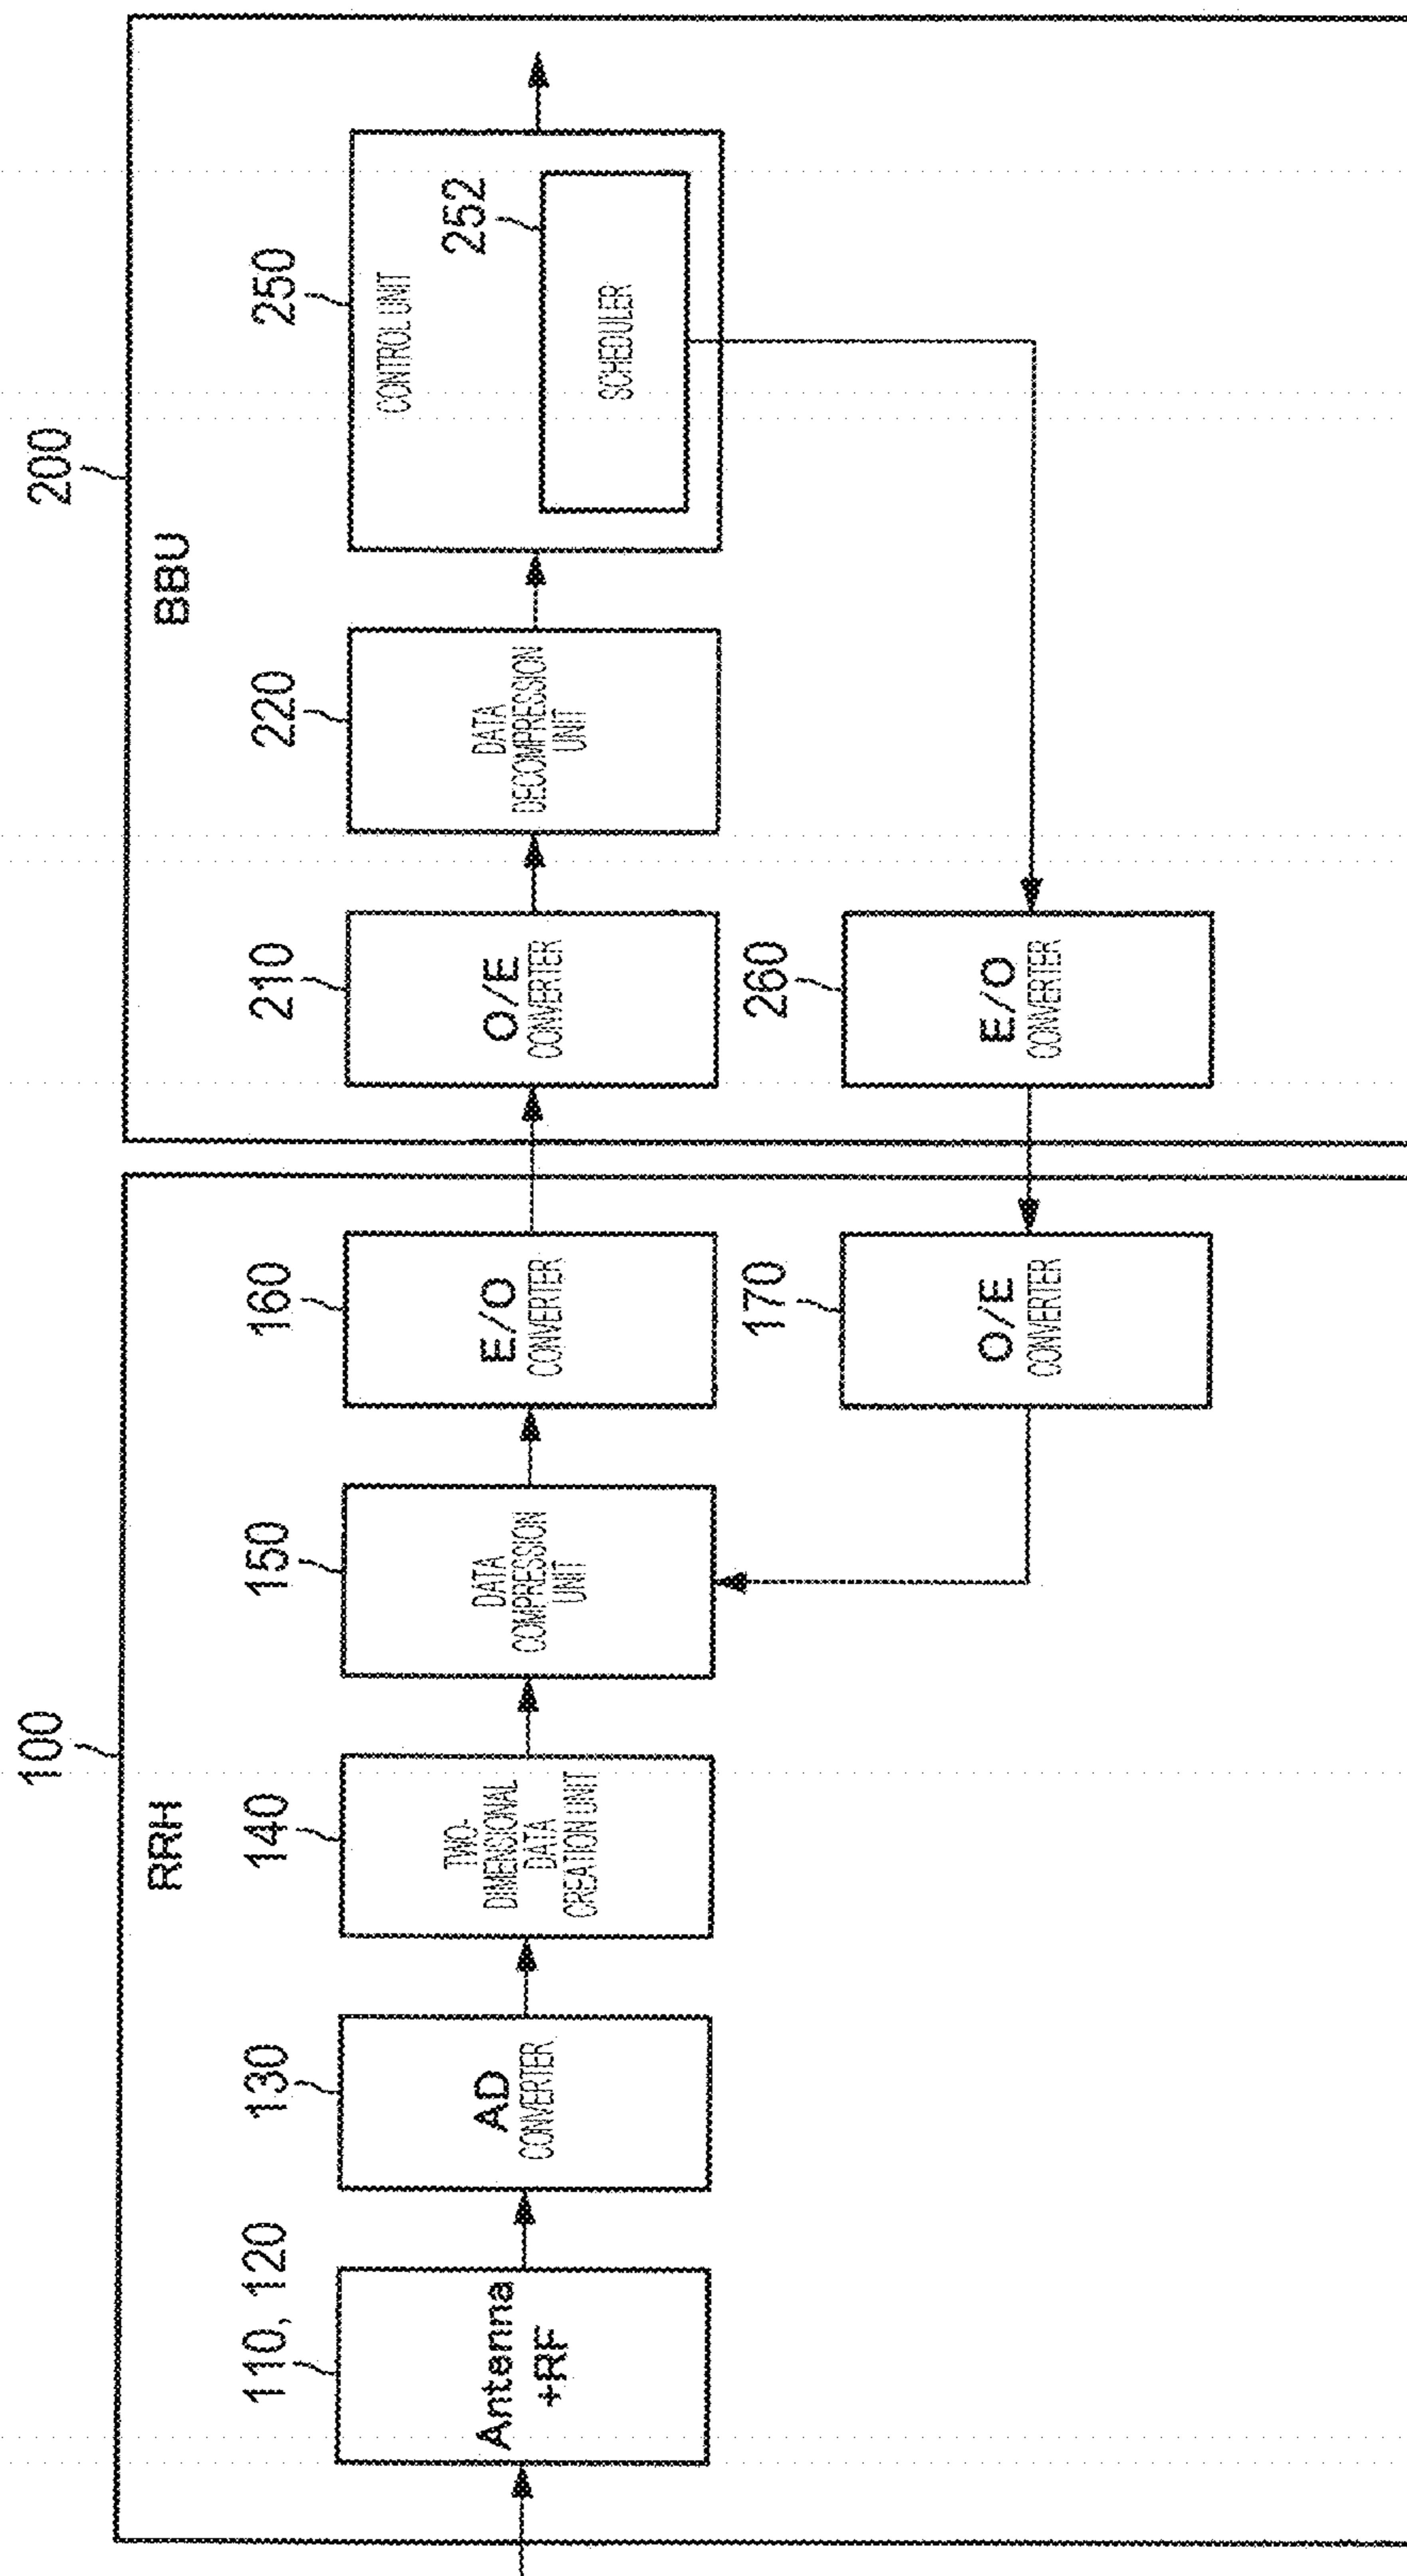 100
RRH
110, 120
Antenna
+RF
130
AD
CONVERTER
140
TWO-
DIMENSIONAL
DATA
CREATION UNIT
150
DATA
COMPRESSION
UNIT
160
E/O
CONVERTER
170
O/E
CONVERTER
200
BBU
210
O/E
CONVERTER
220
DATA
DECOMPRESSION
UNIT
250
CONTROL UNIT
252
SCHEDULER
260
E/O
CONVERTER